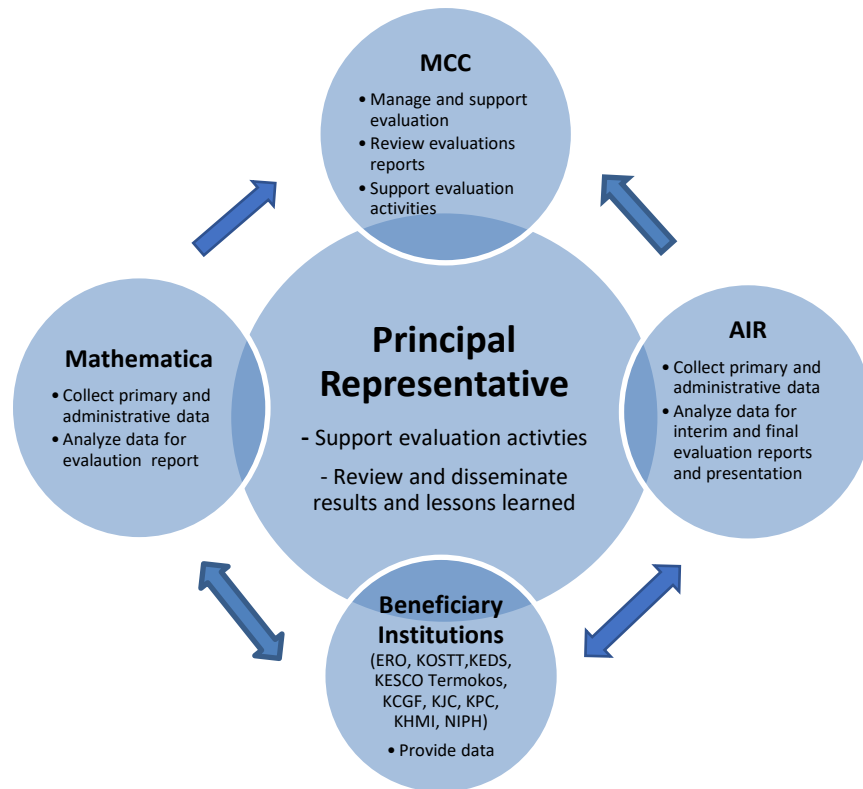 MCC
• Manage and support
evaluation
• Review evaluations
reports
• Support evaluation
activities
Mathematica
• Collect primary and
administrative data
• Analyze data for
evalaution report
Principal
Representative
- Support evaluation activties
- Review and disseminate
results and lessons learned
AIR
• Collect primary and
administrative data
• Analyze data for
interim and final
evaluation reports
and presentation
Beneficiary
Institutions
(ERO, KOSTT,KEDS,
KESCO Termokos,
KCGF, KJC, KPC,
KHMI, NIPH)
• Provide data